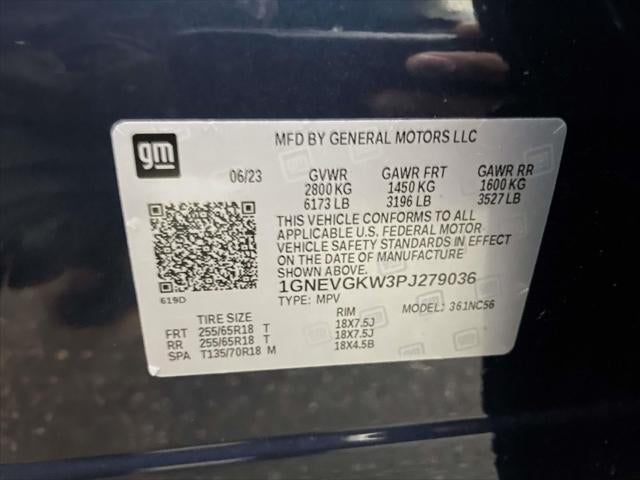 gm
MFD BY GENERAL MOTORS LLC
06/23 GVWR GAWR FRT GAWR RR
2800 KG 1450 KG 1600 KG
6173 LB 3196 LB 3527 LB
THIS VEHICLE CONFORMS TO ALL
APPLICABLE U.S. FEDERAL MOTOR
VEHICLE SAFETY STANDARDS IN EFFECT
ON THE DATE OF MANUFACTURE
SHOWN ABOVE.
1GNEVGKW3PJ279036
619D
TYPE: MPV MODEL: 361NC56
TIRE SIZE RIM
FRT 255/65R18 T 18X7.5J
RR 255/65R18 T 18X7.5J
SPA T135/70R18 M 18X4.5B